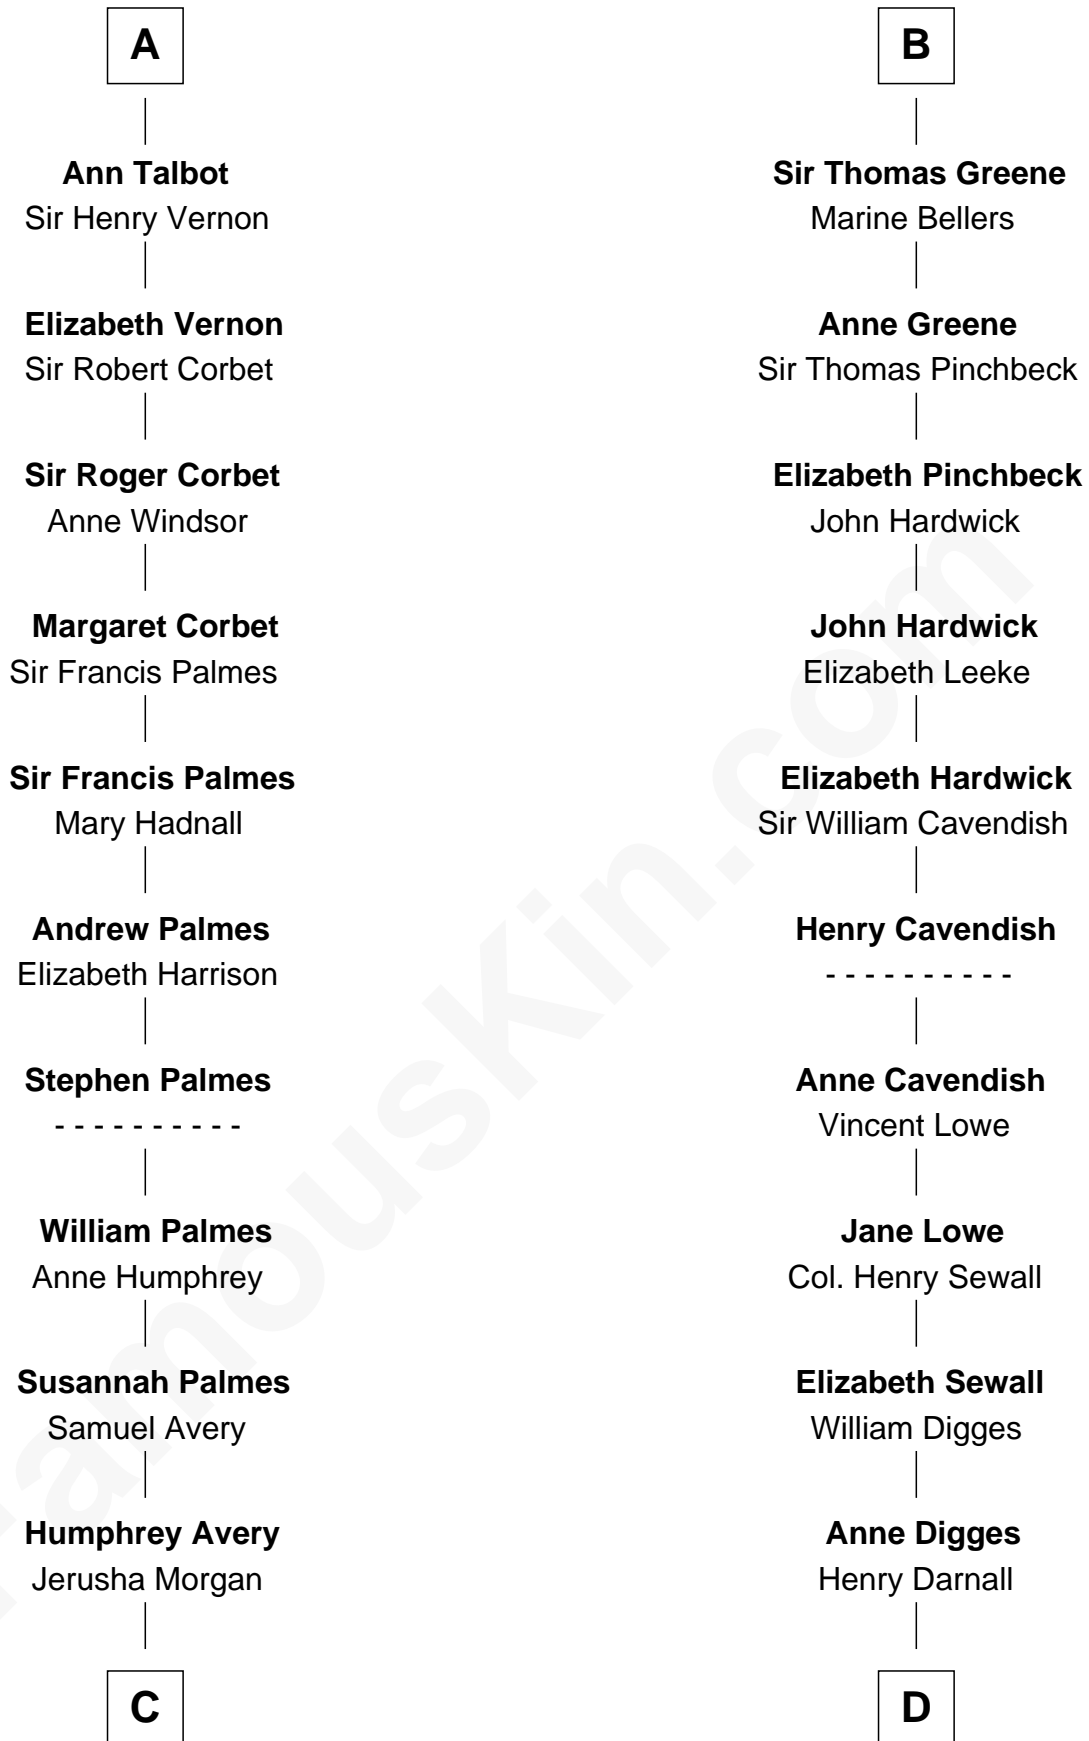 A
Ann Talbot
Sir Henry Vernon
Elizabeth Vernon
Sir Robert Corbet
Sir Roger Corbet
Anne Windsor
Margaret Corbet
Sir Francis Palmes
Sir Francis Palmes
Mary Hadnall
Andrew Palmes
Elizabeth Harrison
Stephen Palmes
- - - - - - - - - -
William Palmes
Anne Humphrey
Susannah Palmes
Samuel Avery
Humphrey Avery
Jerusha Morgan
C
B
Sir Thomas Greene
Marine Bellers
Anne Greene
Sir Thomas Pinchbeck
Elizabeth Pinchbeck
John Hardwick
John Hardwick
Elizabeth Leeke
Elizabeth Hardwick
Sir William Cavendish
Henry Cavendish
- - - - - - - - - -
Anne Cavendish
Vincent Lowe
Jane Lowe
Col. Henry Sewall
Elizabeth Sewall
William Digges
Anne Digges
Henry Darnall
D
FamousKin.com